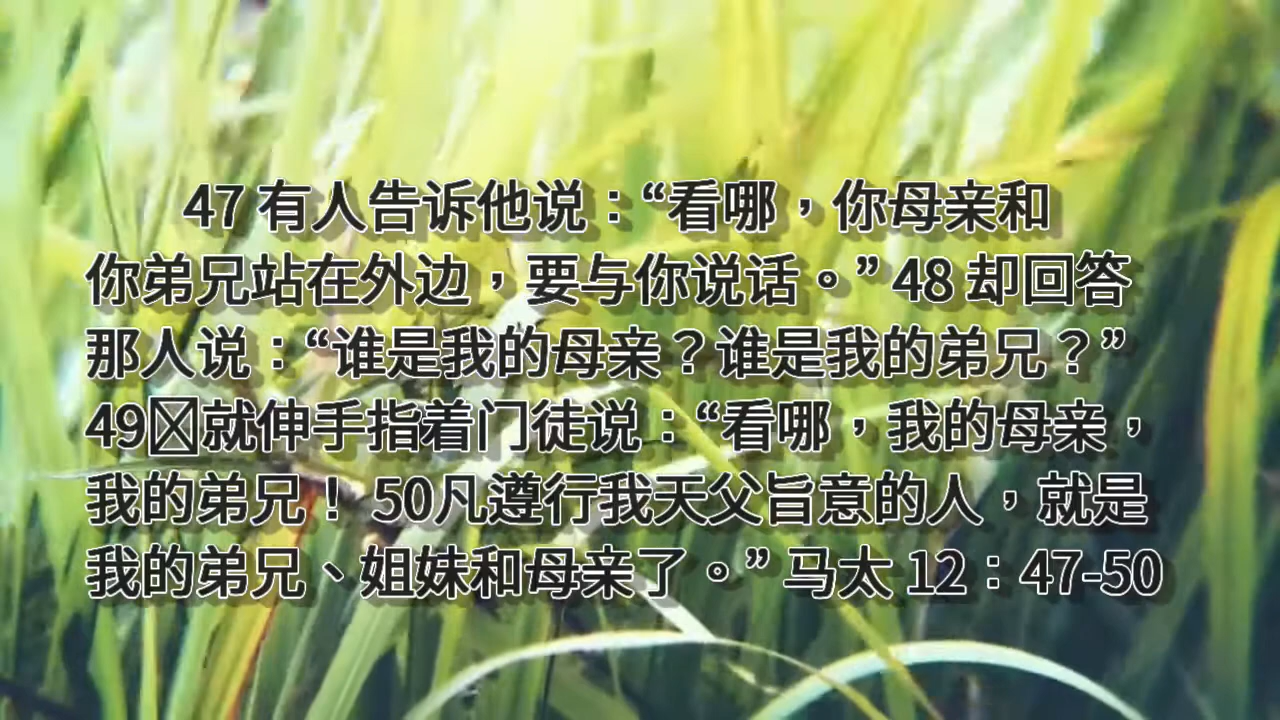 47 有人告诉他说：“看哪，你母亲和
你弟兄站在外边，要与你说话。” 48 却回答
那人说：“谁是我的母亲？谁是我的弟兄？”
49就伸手指着门徒说：“看哪，我的母亲，
我的弟兄！ 50凡遵行我天父旨意的人，就是
我的弟兄、姐妹和母亲了。” 马太 12：47-50